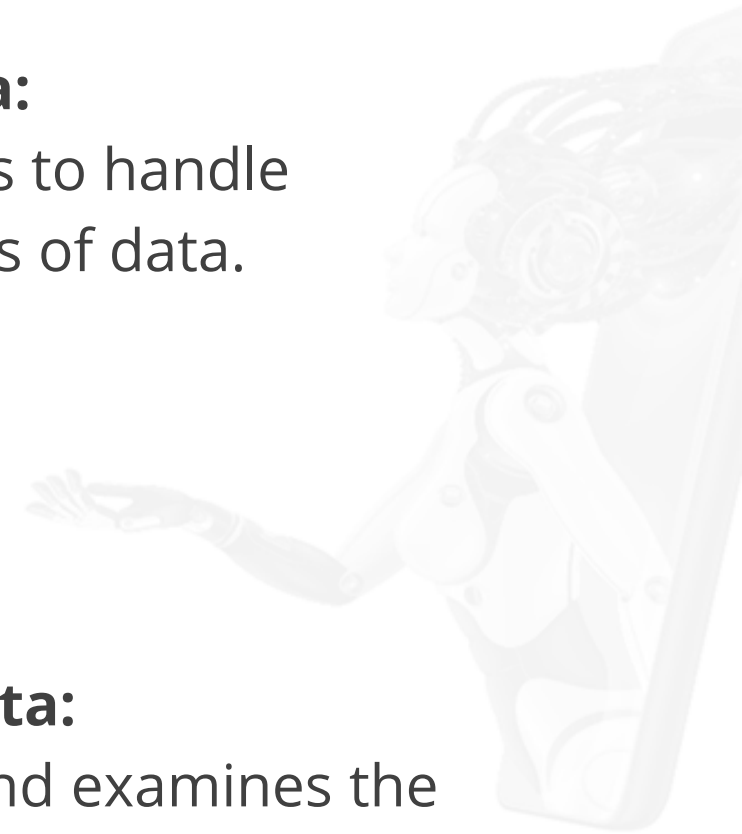 a:
s to handle
s of data.
ta:
nd examines the